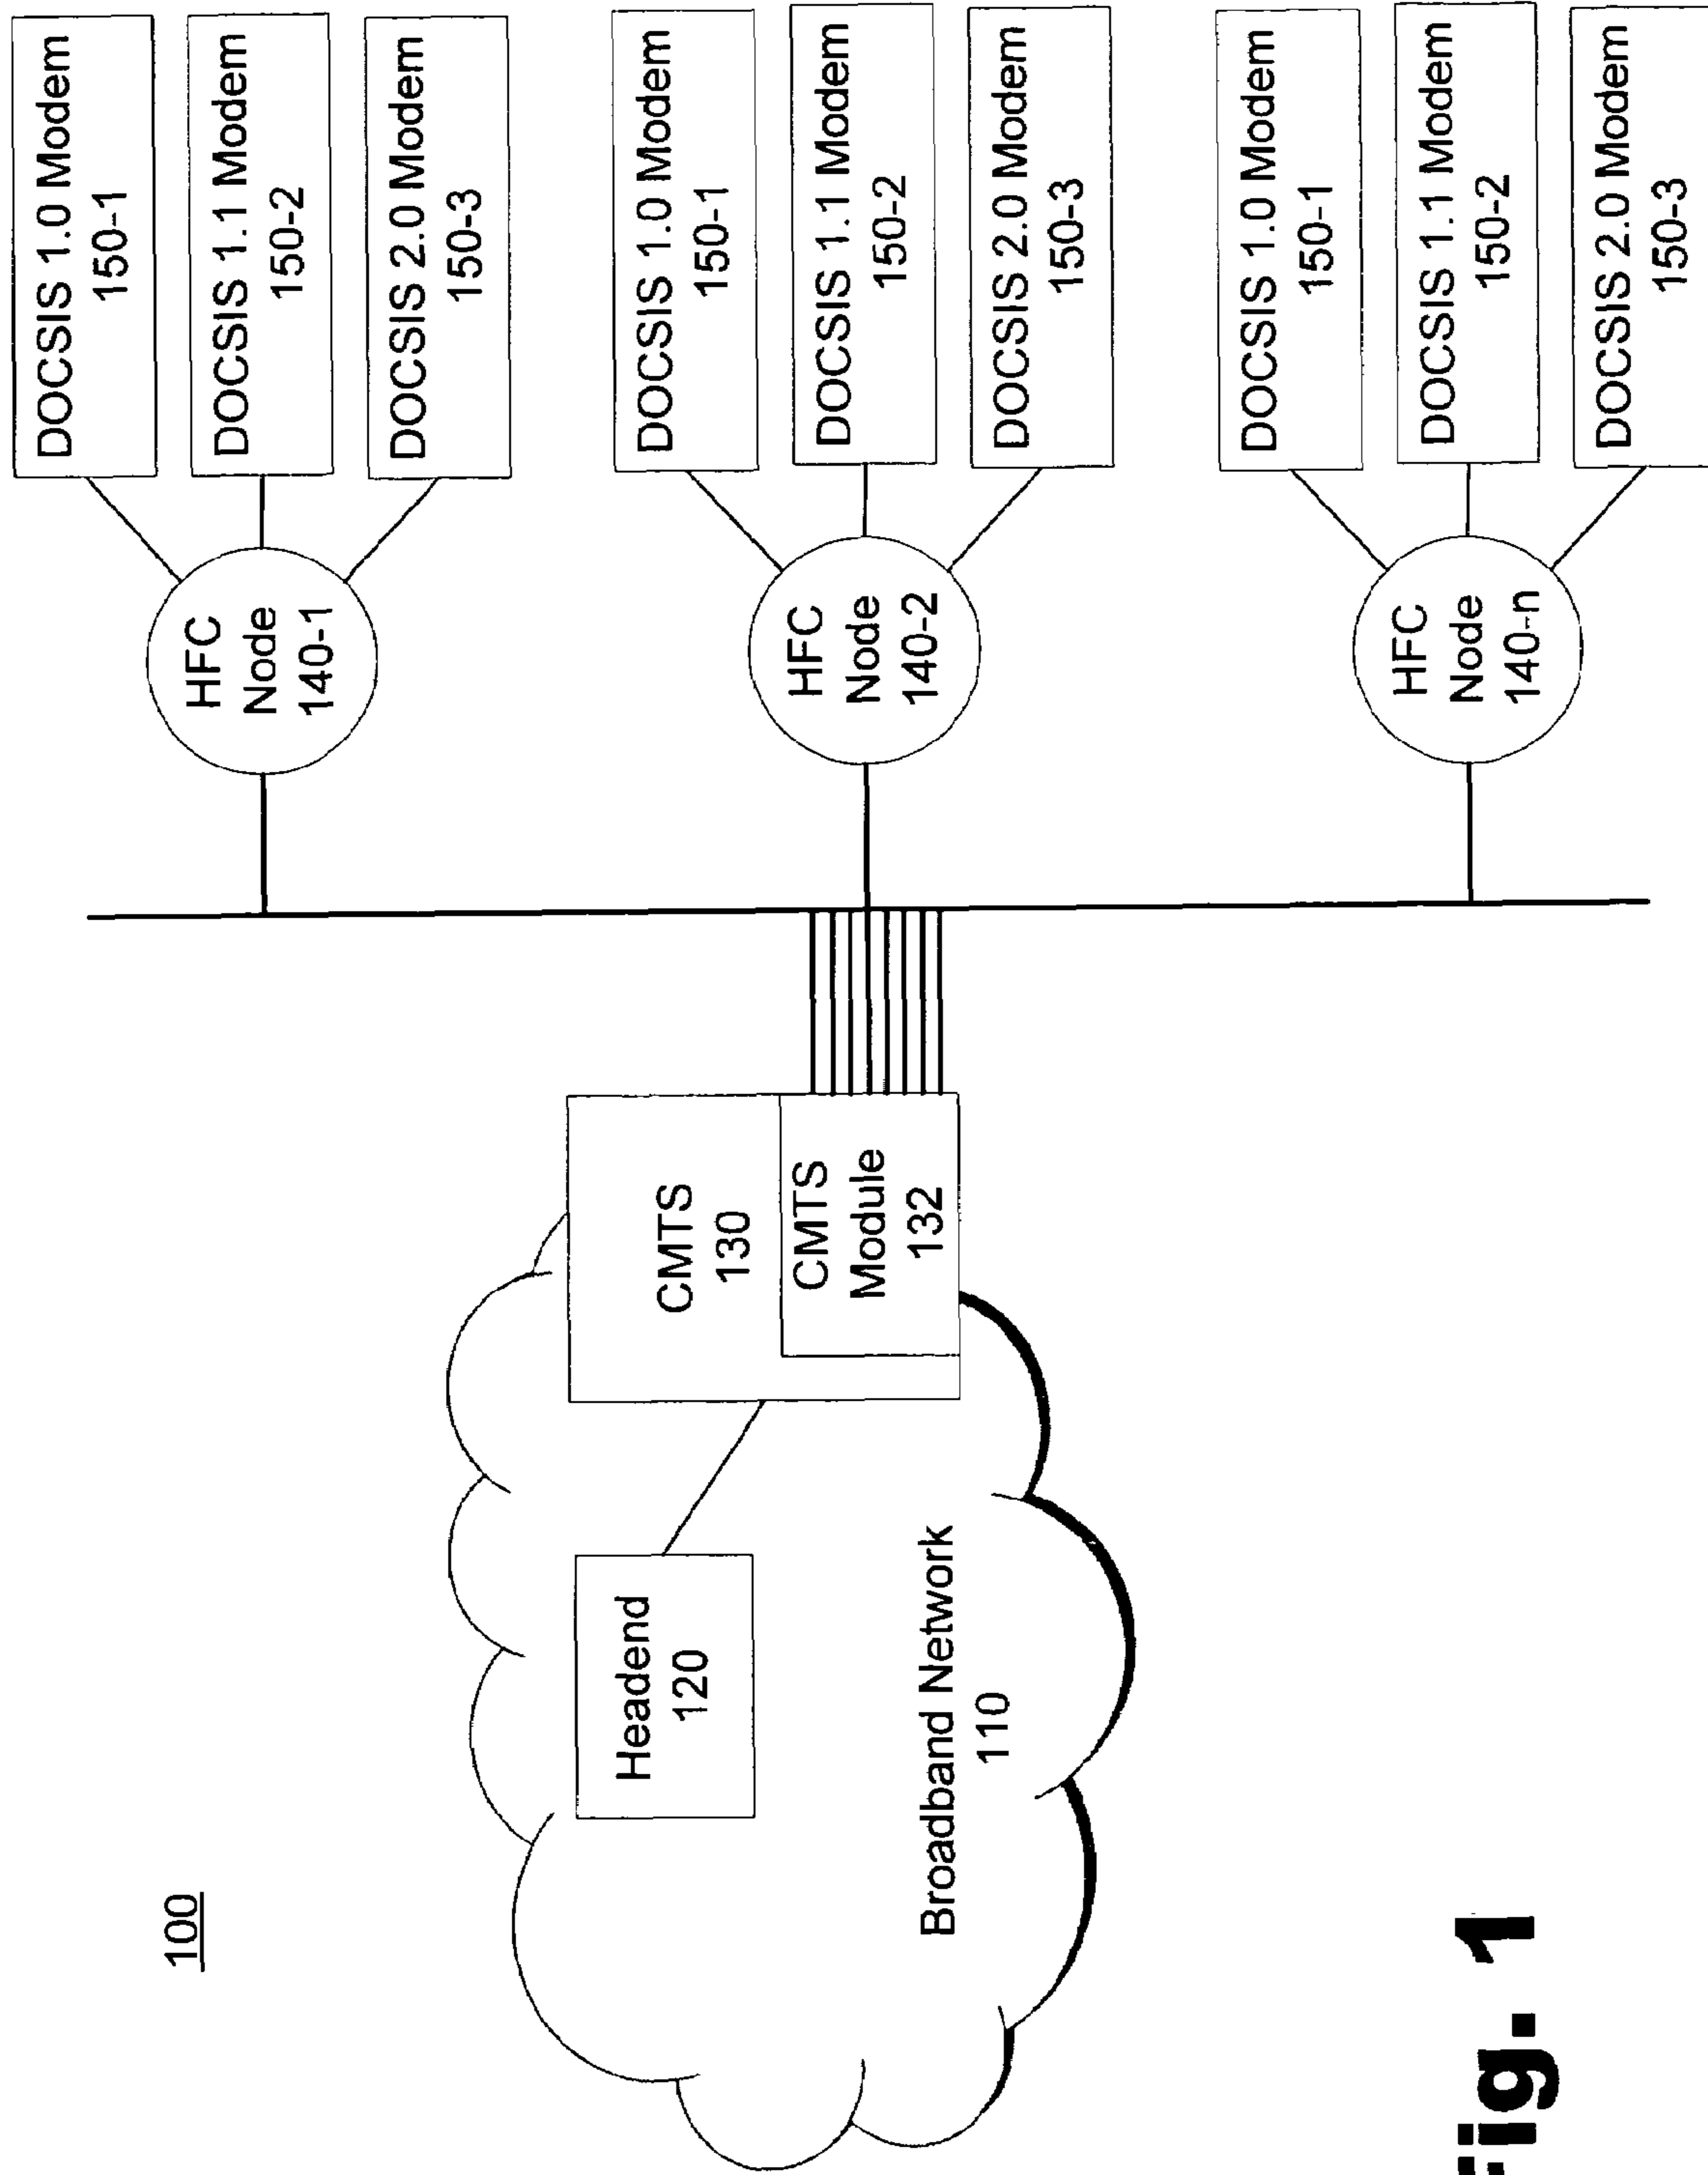 100
DOCSIS 1.0 Modem
150-1
DOCSIS 1.1 Modem
150-2
DOCSIS 2.0 Modem
150-3
HFC
Node
140-1
Headend
120
CMTS
130
CMTS
Module
132
Broadband Network
110
HFC
Node
140-2
DOCSIS 1.0 Modem
150-1
DOCSIS 1.1 Modem
150-2
DOCSIS 2.0 Modem
150-3
HFC
Node
140-n
DOCSIS 1.0 Modem
150-1
DOCSIS 1.1 Modem
150-2
DOCSIS 2.0 Modem
150-3
Fig. 1